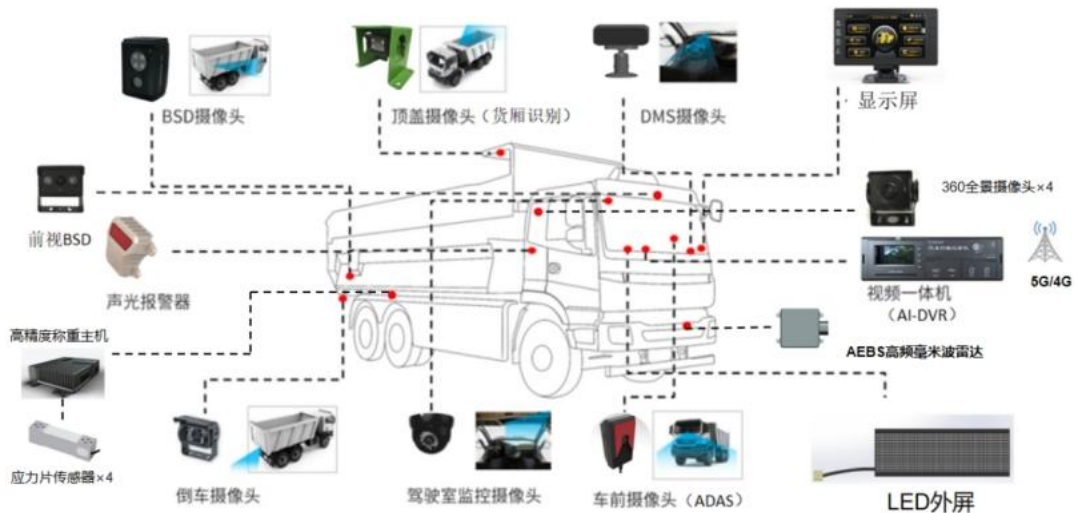 BSD摄像头
顶盖摄像头（货厢识别）
DMS摄像头
显示屏
360全景摄像头×4
前视BSD
5G/4G
视频一体机
（AI-DVR）
声光报警器
高精度称重主机
AEBS高频毫米波雷达
应力片传感器×4
倒车摄像头
驾驶室监控摄像头
车前摄像头（ADAS）
LED外屏